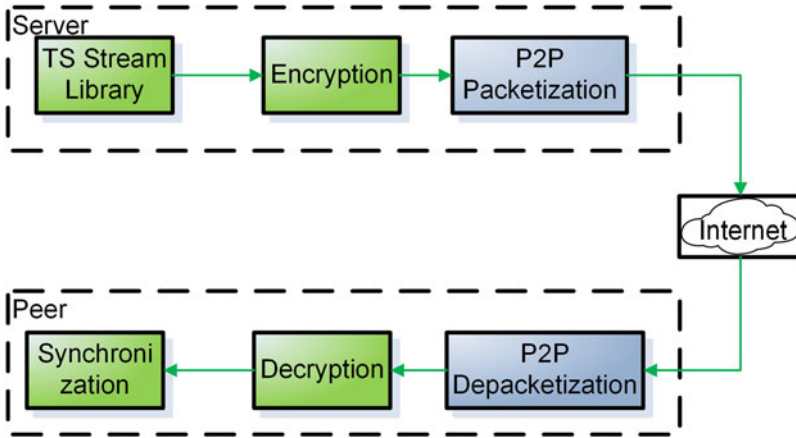 Server
TS Stream
Library
Encryption
P2P
Packetization
Internet
Peer
Synchroni
zation
Decryption
P2P
Depacketization